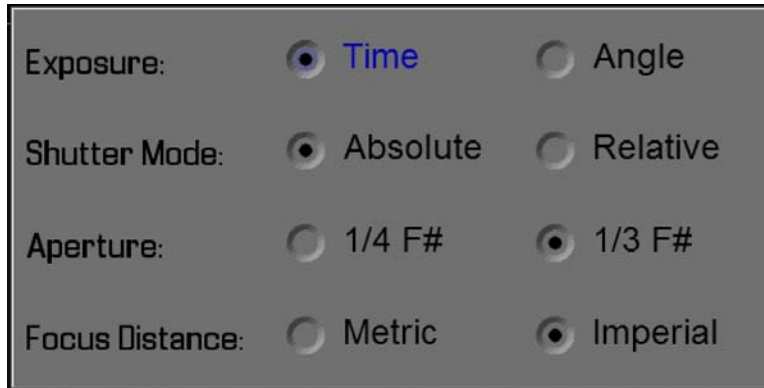 Exposure: Time Angle
Shutter Mode: Absolute Relative
Aperture: 1/4 F# 1/3 F#
Focus Distance: Metric Imperial